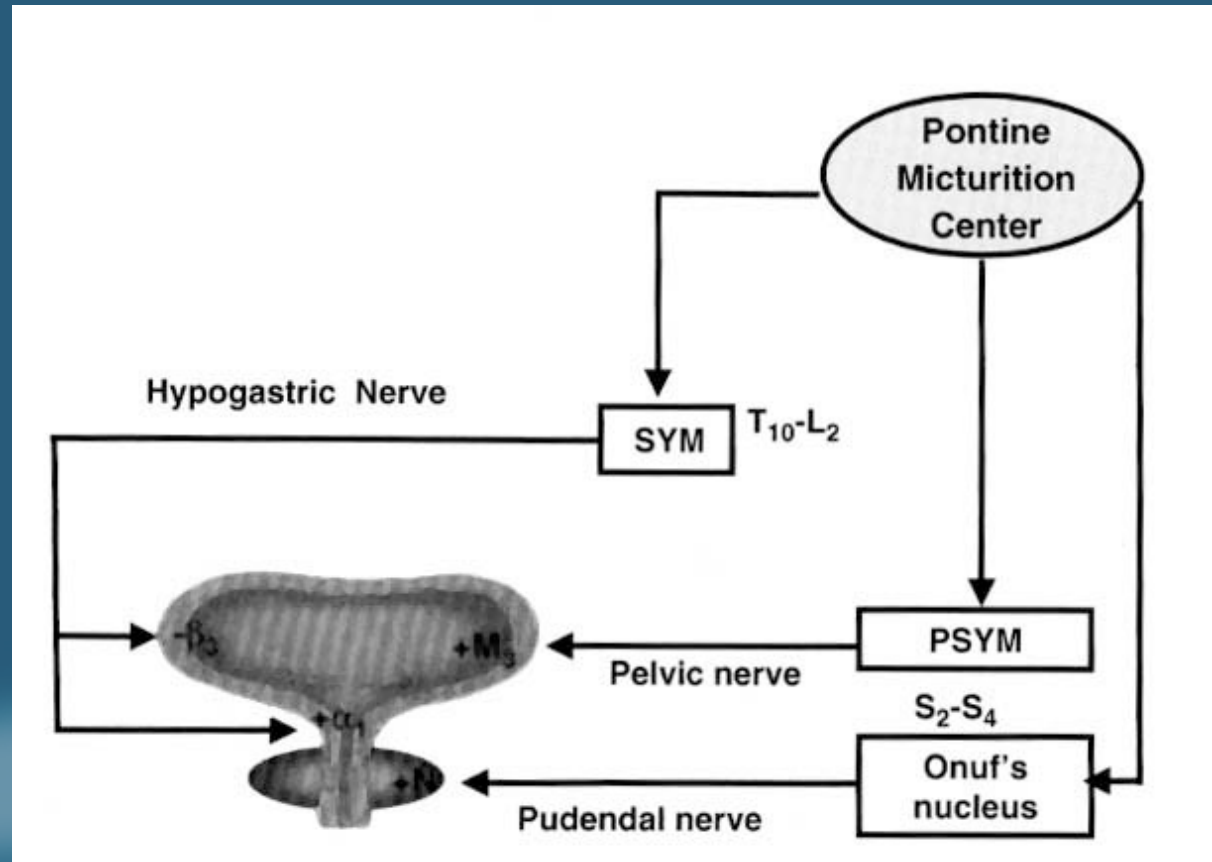 Pontine
Micturition
Center
Hypogastric Nerve
SYM
T₁₀-L₂
-β₃
+M₃
Pelvic nerve
PSYM
S₂-S₄
+α₁
+N
Onuf's
nucleus
Pudendal nerve